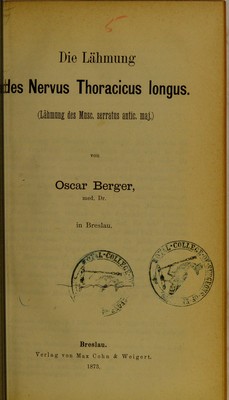 Die Lähmung
des Nervus Thoracicus longus.
(Lähmung des Musc. serratus antic. maj.)
von
Oscar Berger,
med. Dr.
in Breslau.
Breslau.
Verlag von Max Cohn & Weigert.
1873.